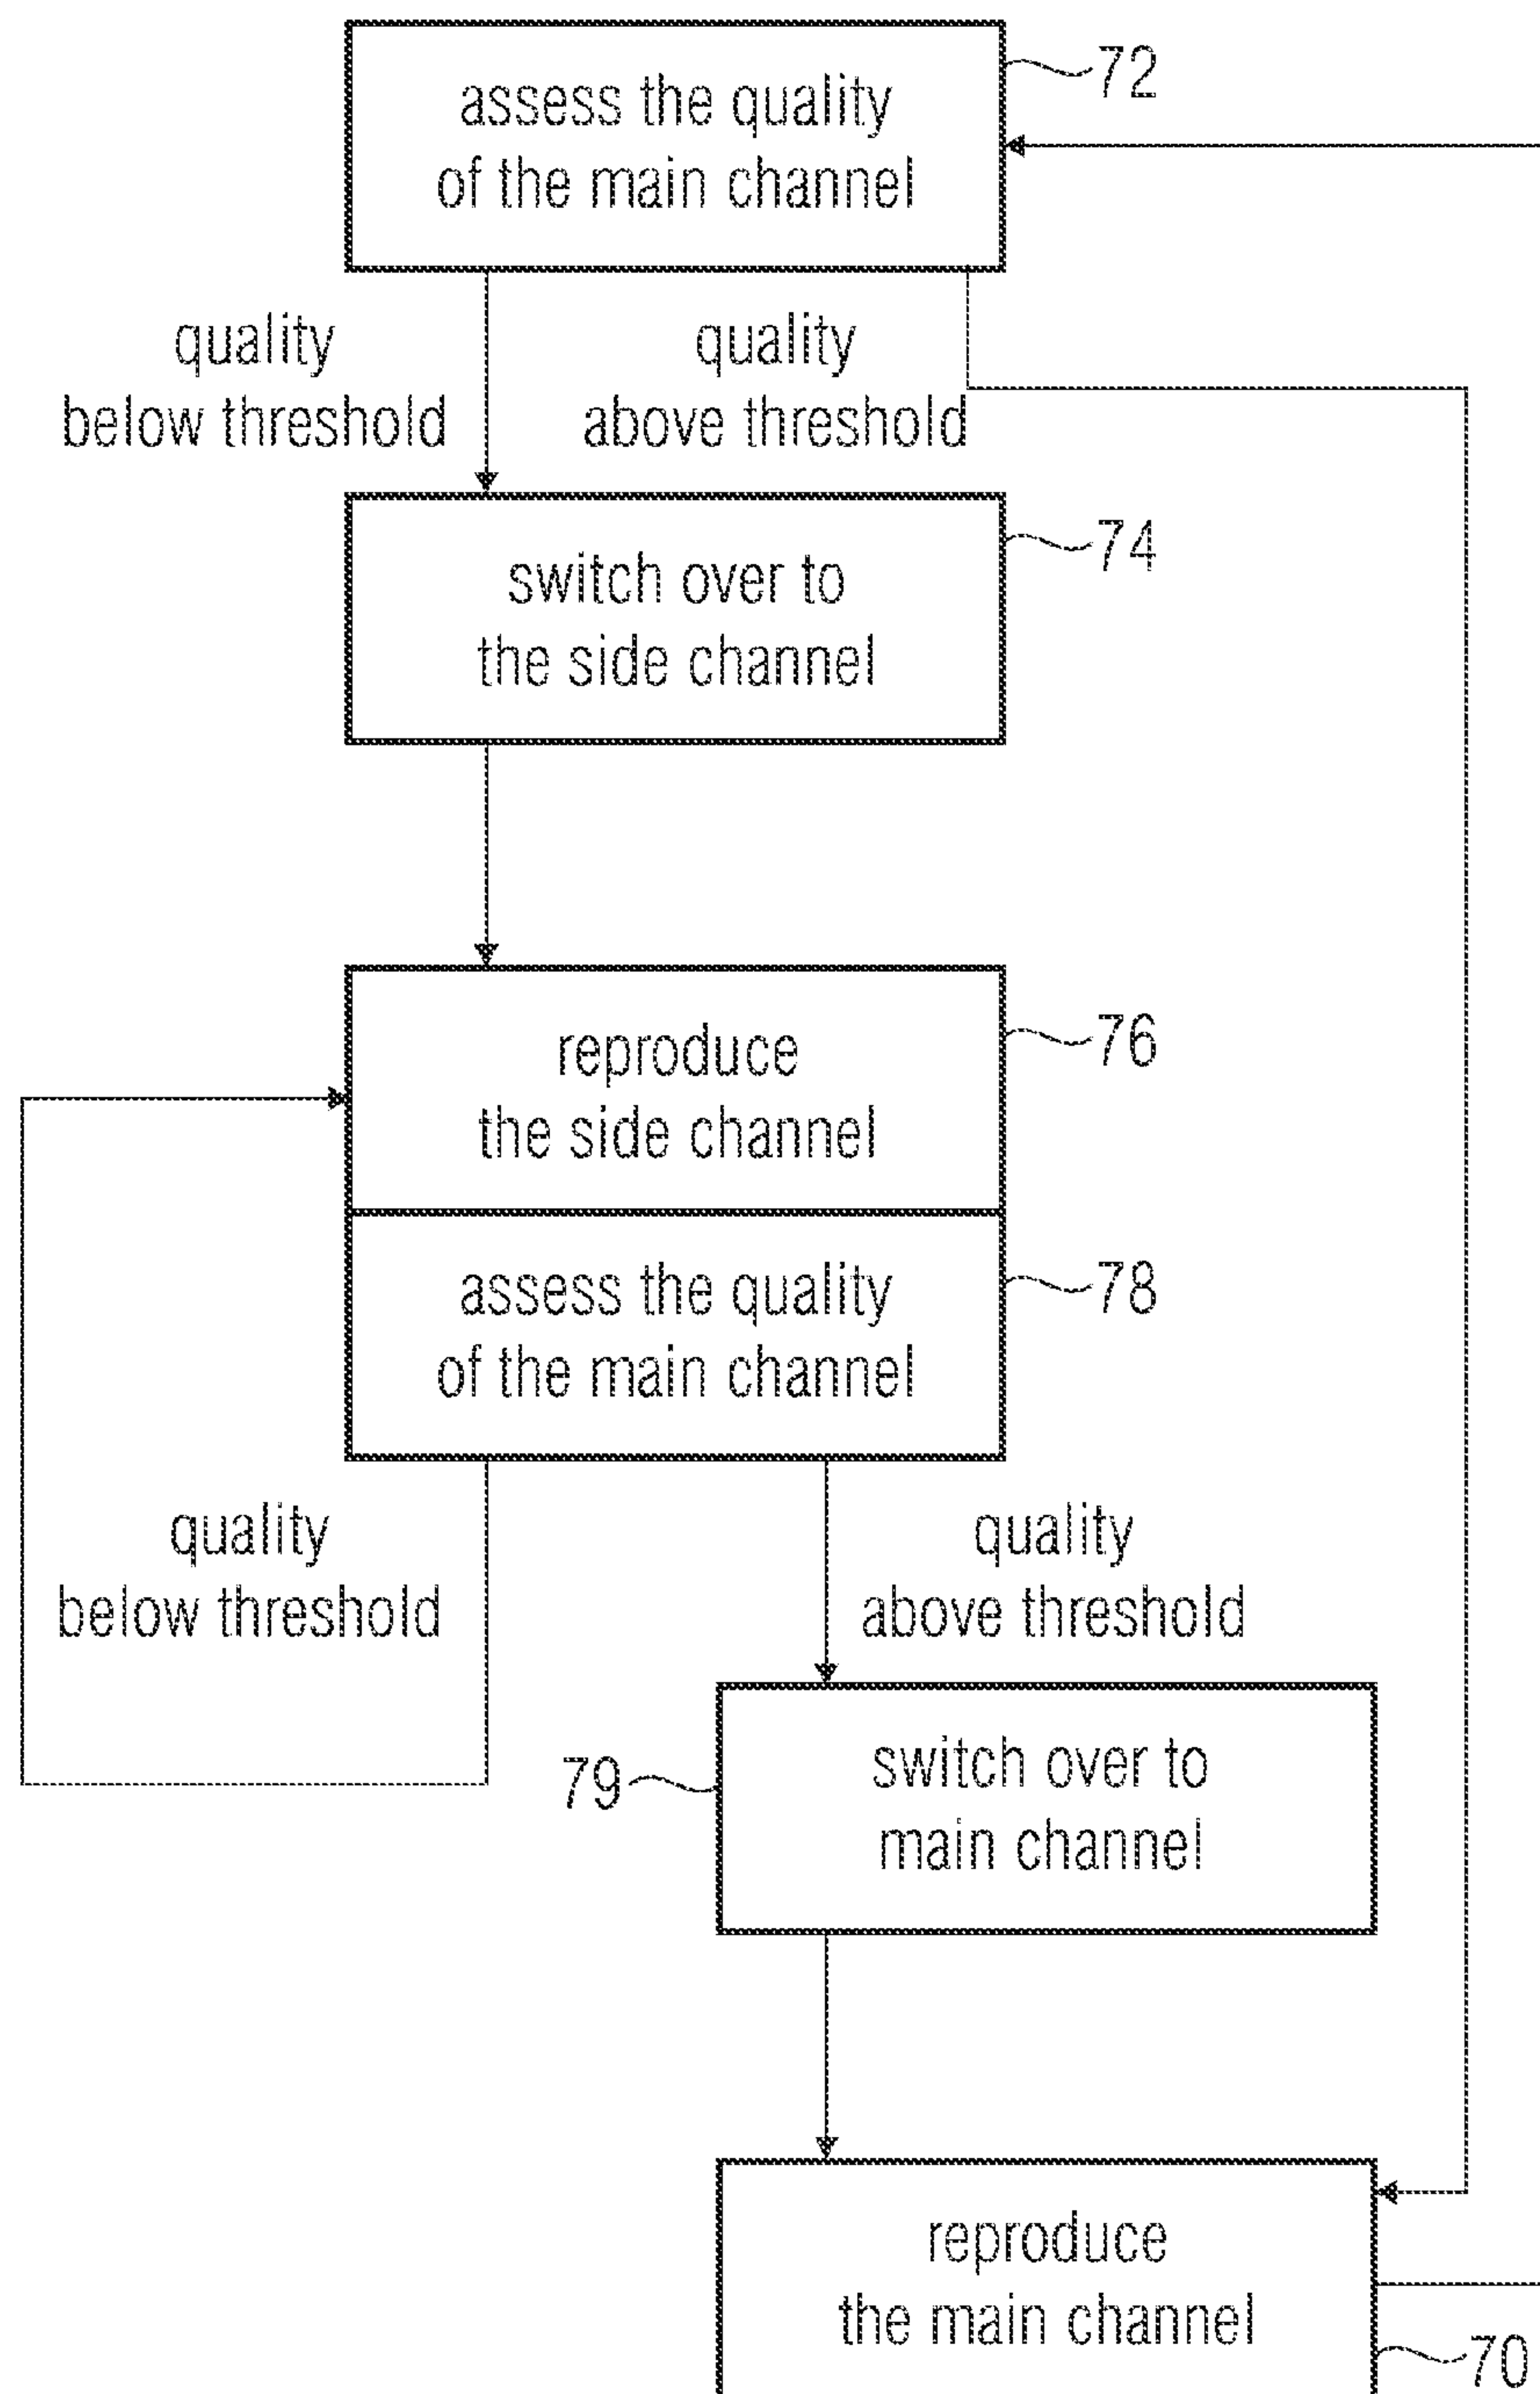 assess the quality
of the main channel
72
quality
below threshold
quality
above threshold
switch over to
the side channel
74
reproduce
the side channel
76
assess the quality
of the main channel
78
quality
below threshold
quality
above threshold
79
switch over to
main channel
reproduce
the main channel
70